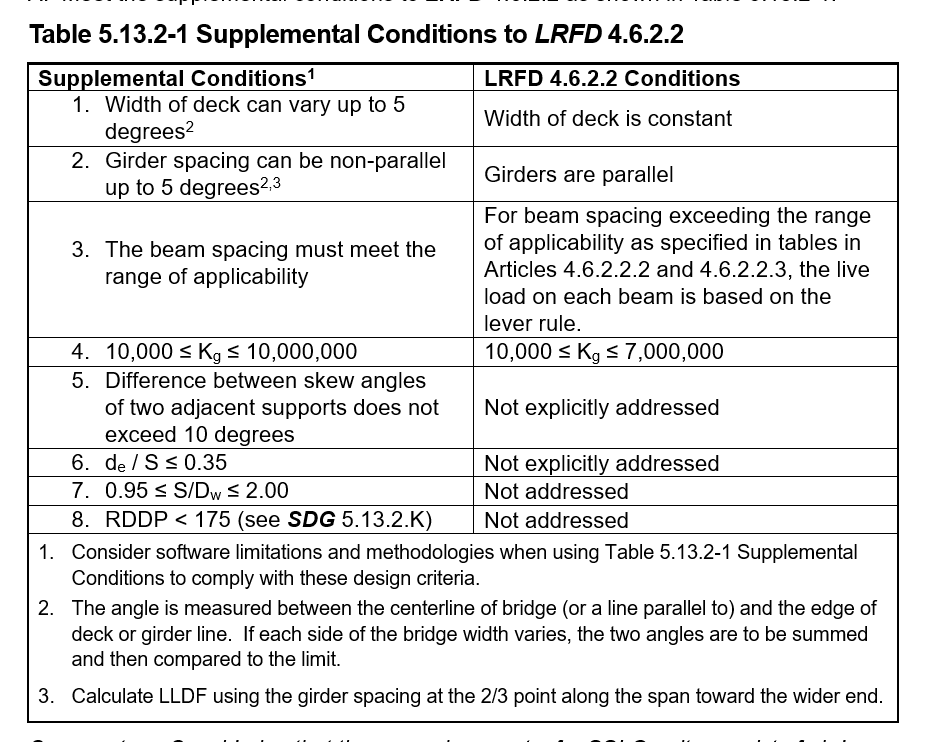 Table 5.13.2-1 Supplemental Conditions to LRFD 4.6.2.2
Supplemental Conditions1
LRFD 4.6.2.2 Conditions
1. Width of deck can vary up to 5
degrees2
Width of deck is constant
2. Girder spacing can be non-parallel
up to 5 degrees2,3
Girders are parallel
3. The beam spacing must meet the
range of applicability
For beam spacing exceeding the range
of applicability as specified in tables in
Articles 4.6.2.2.2 and 4.6.2.2.3, the live
load on each beam is based on the
lever rule.
4. 10,000 ≤ Kg ≤ 10,000,000
10,000 ≤ Kg ≤ 7,000,000
5. Difference between skew angles
of two adjacent supports does not
exceed 10 degrees
Not explicitly addressed
6. de / S ≤ 0.35
Not explicitly addressed
7. 0.95 ≤ S/Dw ≤ 2.00
Not addressed
8. RDDP < 175 (see SDG 5.13.2.K)
Not addressed
1. Consider software limitations and methodologies when using Table 5.13.2-1 Supplemental
Conditions to comply with these design criteria.
2. The angle is measured between the centerline of bridge (or a line parallel to) and the edge of
deck or girder line. If each side of the bridge width varies, the two angles are to be summed
and then compared to the limit.
3. Calculate LLDF using the girder spacing at the 2/3 point along the span toward the wider end.